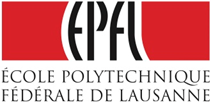 EPFL
ÉCOLE POLYTECHNIQUE
FÉDÉRALE DE LAUSANNE